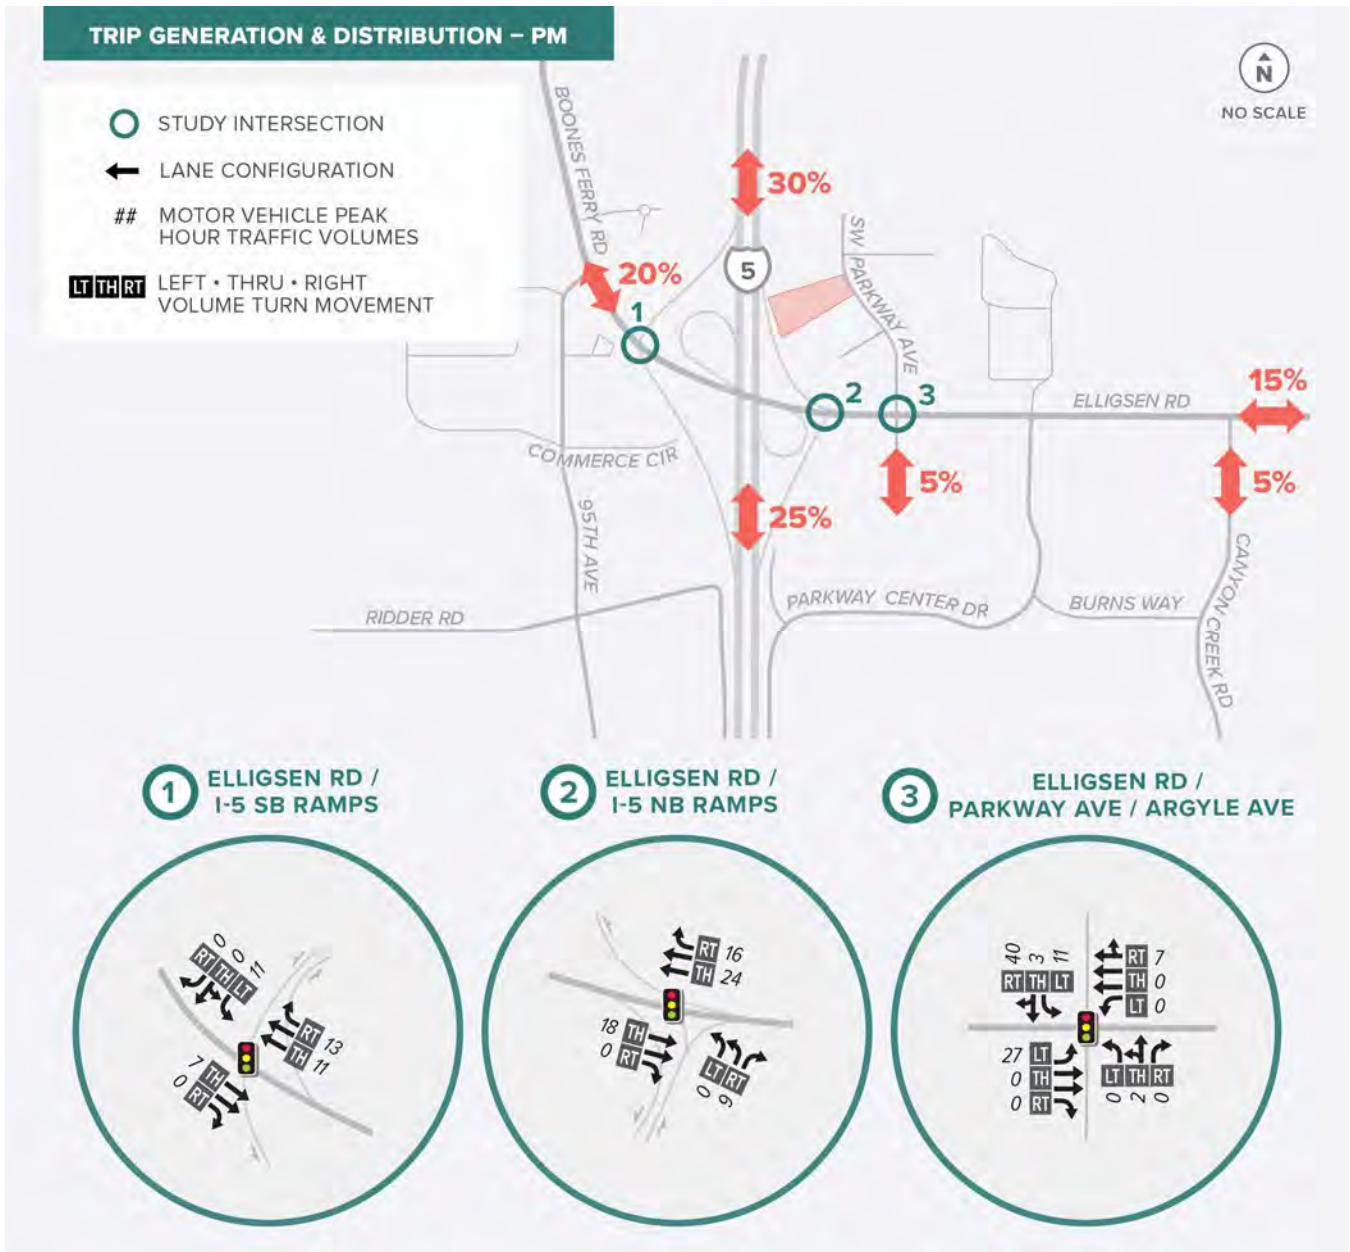 TRIP GENERATION & DISTRIBUTION – PM
STUDY INTERSECTION
LANE CONFIGURATION
## MOTOR VEHICLE PEAK
HOUR TRAFFIC VOLUMES
LT TH RT LEFT • THRU • RIGHT
VOLUME TURN MOVEMENT
N
NO SCALE
BOONES FERRY RD
30%
SW PARKWAY AVE
5
20%
1
2
3
15%
ELLIGSEN RD
COMMERCE CIR
5%
5%
25%
95TH AVE
CANYON CREEK RD
RIDDER RD
PARKWAY CENTER DR
BURNS WAY
1 ELLIGSEN RD /
I-5 SB RAMPS
2 ELLIGSEN RD /
I-5 NB RAMPS
3 ELLIGSEN RD /
PARKWAY AVE / ARGYLE AVE
0 0 11
RT TH LT
RT 13
TH 11
7 TH
0 RT
RT 16
TH 24
18 TH
0 RT
LT RT
0 9
40 3 11
RT TH LT
RT 7
TH 0
LT 0
27 LT
0 TH
0 RT
LT TH RT
0 2 0